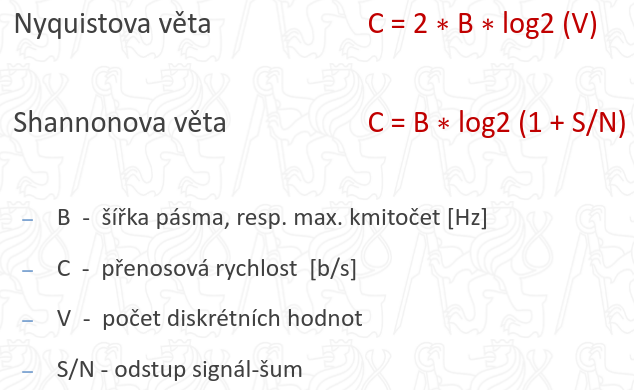 Nyquistova věta C = 2 * B * log2 (V)
Shannonova věta C = B * log2 (1 + S/N)
– B - šířka pásma, resp. max. kmitočet [Hz]
– C - přenosová rychlost [b/s]
– V - počet diskrétních hodnot
– S/N - odstup signál-šum